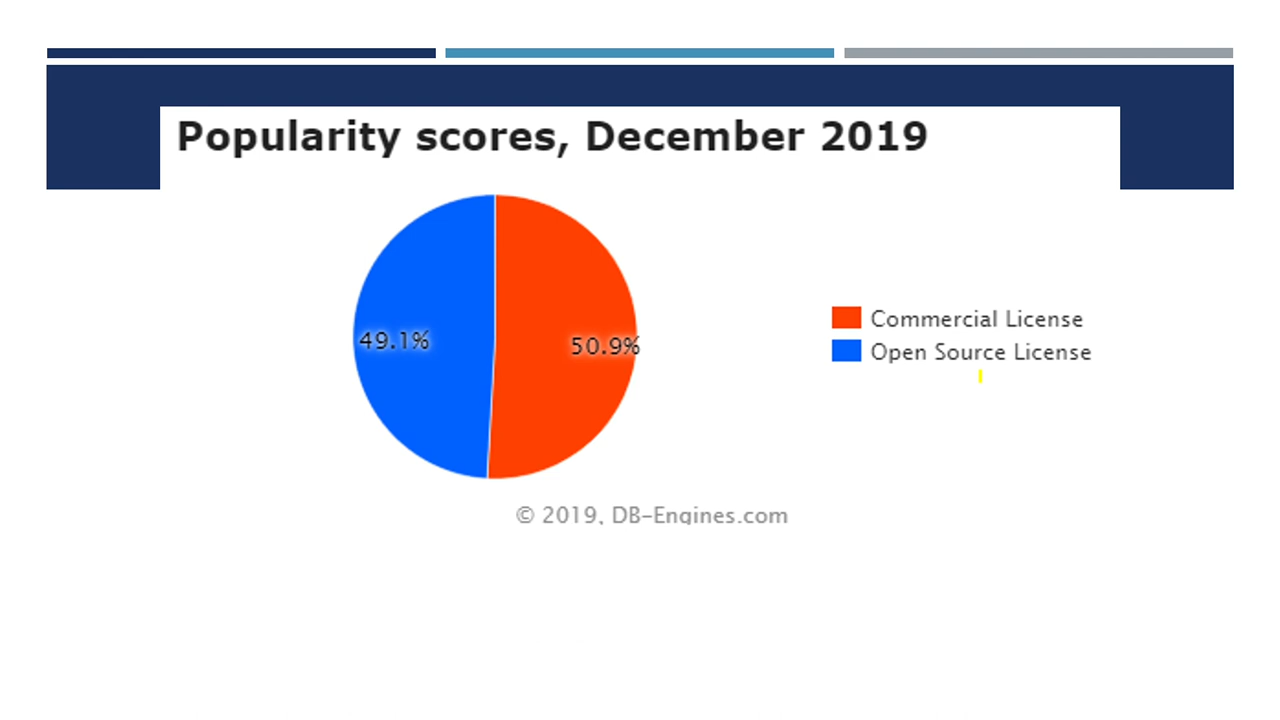 Popularity scores, December 2019
49.1%
50.9%
Commercial License
Open Source License
© 2019, DB-Engines.com